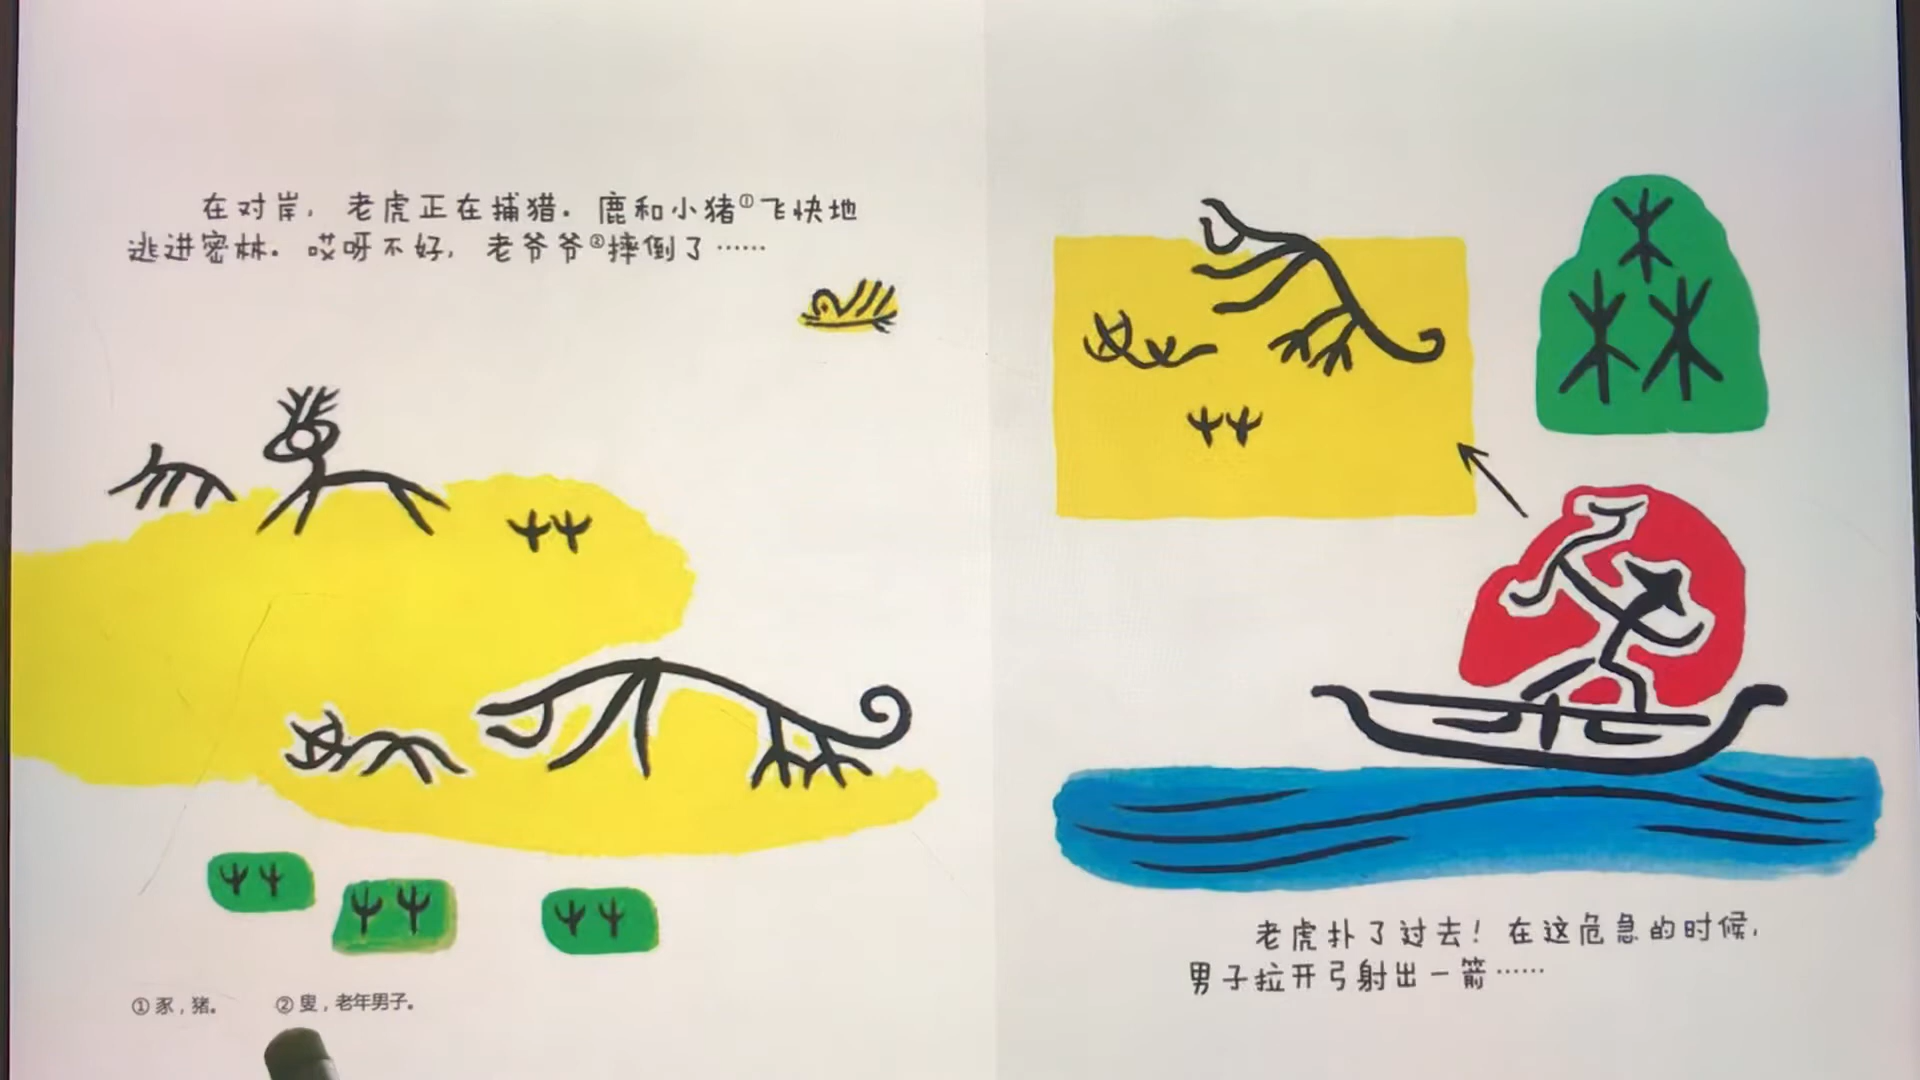 在对岸，老虎正在捕猎。鹿和小猪①飞快地
逃进密林。哎呀不好，老爷爷②摔倒了……
①豕，猪。 ②叟，老年男子。
老虎扑了过去！在这危急的时候，
男子拉开弓射出一箭……